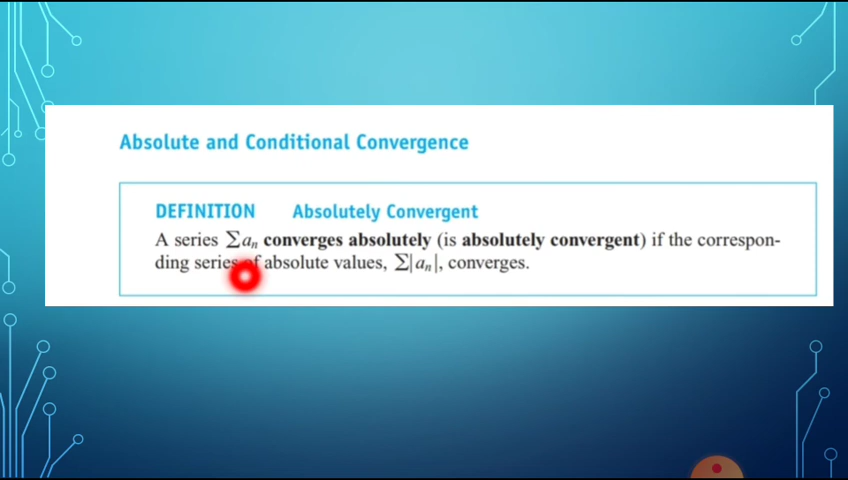 Absolute and Conditional Convergence
DEFINITION Absolutely Convergent
A series ∑aₙ converges absolutely (is absolutely convergent) if the correspon-
ding series of absolute values, ∑|aₙ|, converges.